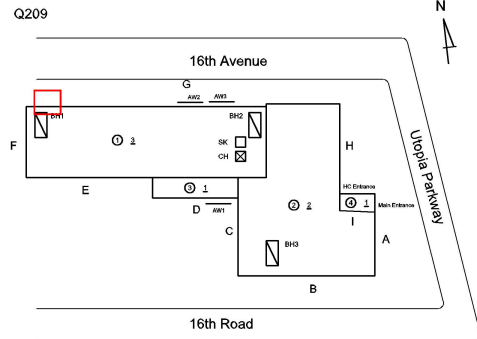 Q209
N
16th Avenue
G
AW2 AW3
BH1
BH2
F
1 3
SK
CH
H
Utopia Parkway
E
3 1
HC Entrance
4 1
Main Entrance
D
AW1
C
2 2
I
A
BH3
B
16th Road